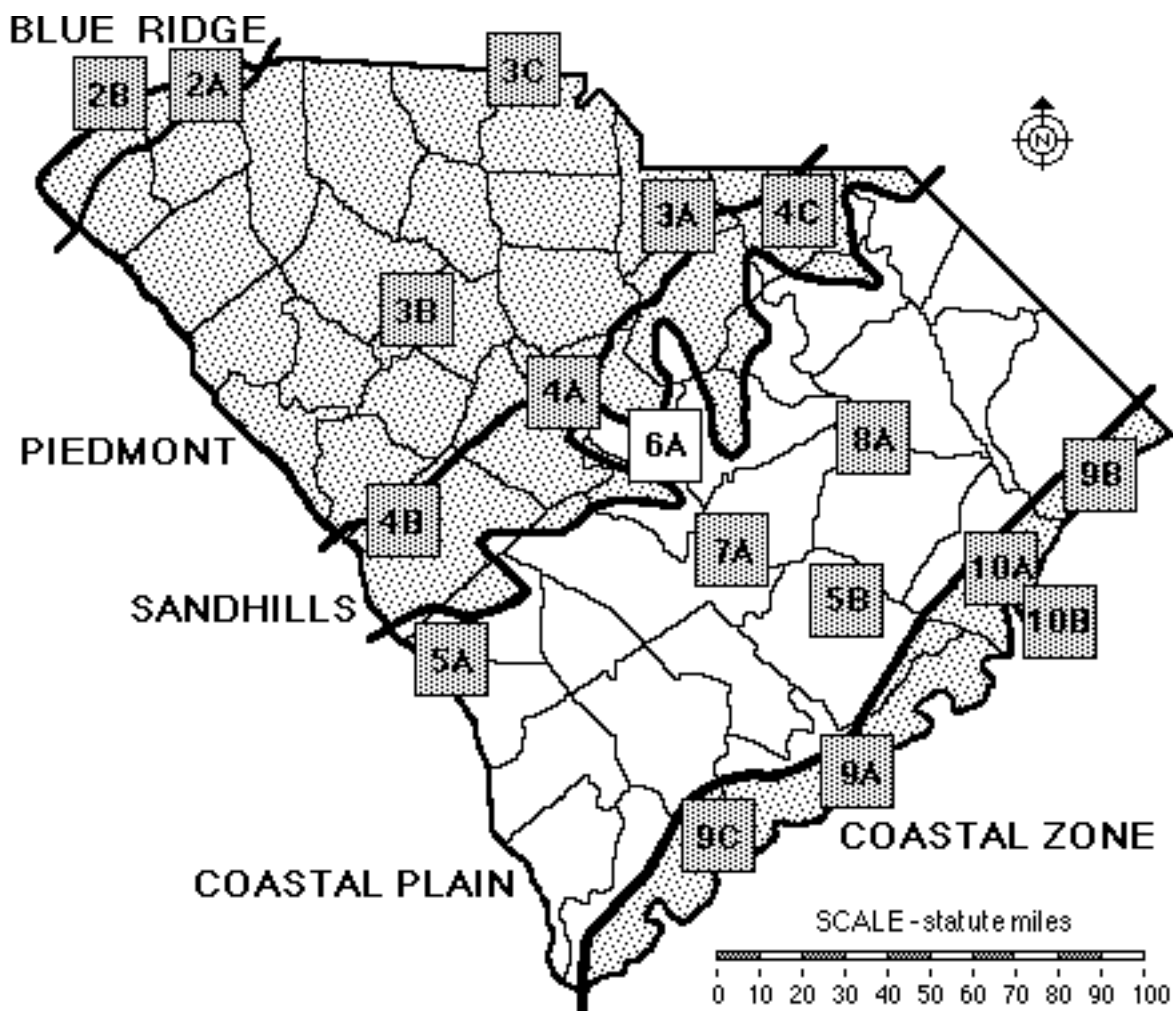 BLUE RIDGE
2B
2A
3C
N
3A
4C
3B
4A
6A
8A
PIEDMONT
9B
4B
7A
10A
SANDHILLS
5B
10B
5A
9A
9C
COASTAL ZONE
COASTAL PLAIN
SCALE - statute miles
0 10 20 30 40 50 60 70 80 90 100